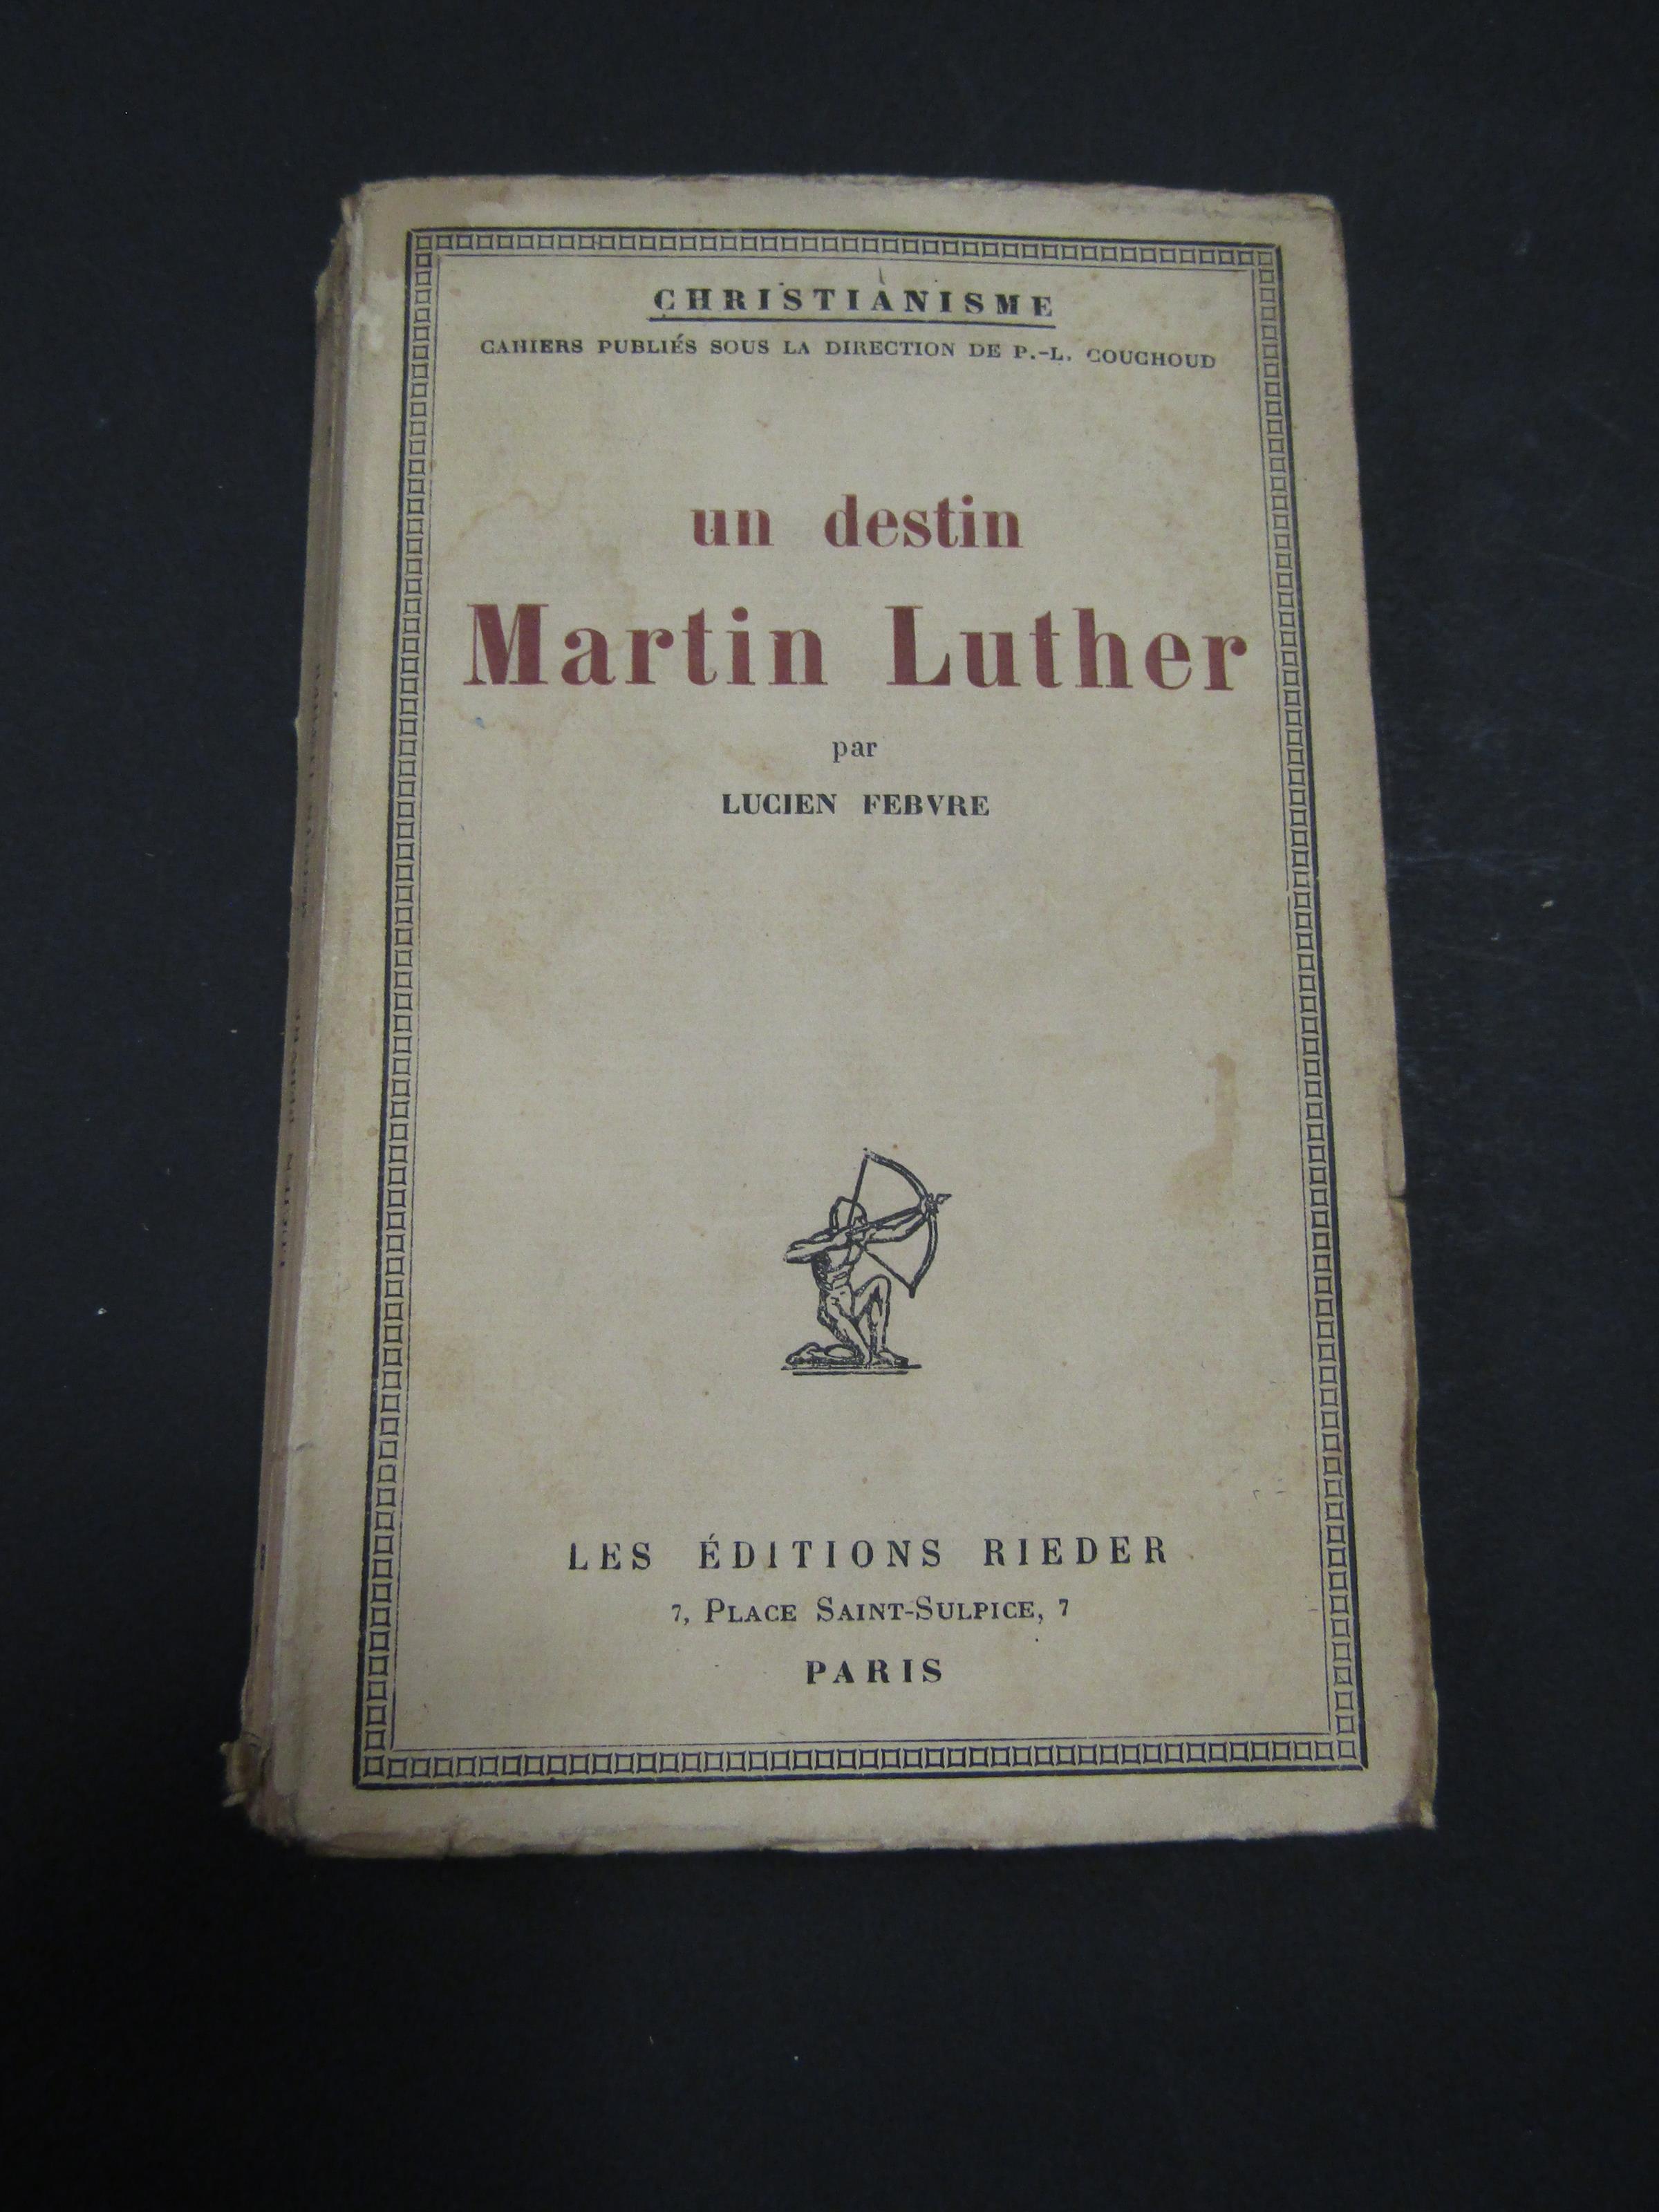 CHRISTIANISME
CAHIERS PUBLIÉS SOUS LA DIRECTION DE P.-L. COUCHOUD
un destin
Martin Luther
par
LUCIEN FEBVRE
LES ÉDITIONS RIEDER
7, PLACE SAINT-SULPICE, 7
PARIS